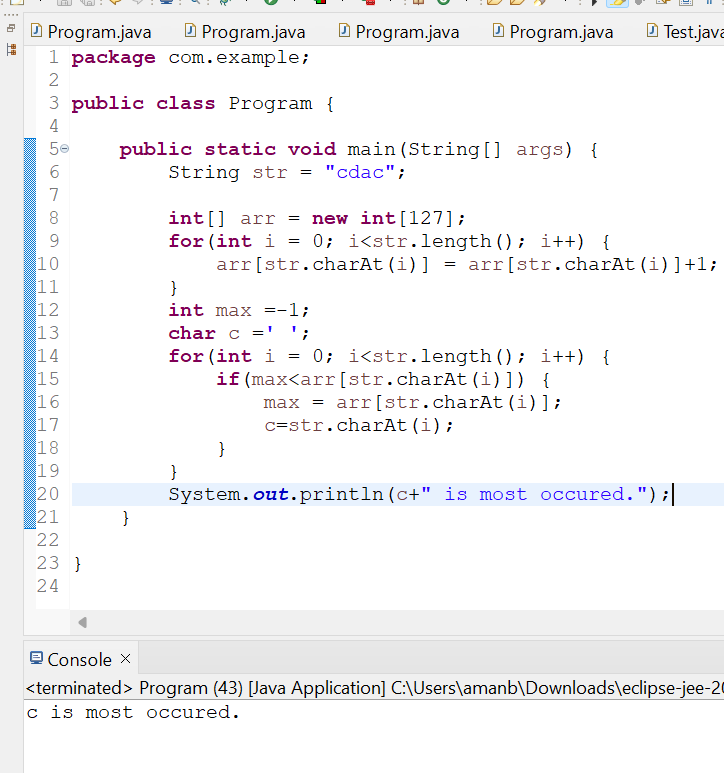 Program.java Program.java Program.java Program.java Test.java
1 package com.example;
2
3 public class Program {
4
5 public static void main(String[] args) {
6 String str = "cdac";
7
8 int[] arr = new int[127];
9 for(int i = 0; i<str.length(); i++) {
10 arr[str.charAt(i)] = arr[str.charAt(i)]+1;
11 }
12 int max =-1;
13 char c =' ';
14 for(int i = 0; i<str.length(); i++) {
15 if(max<arr[str.charAt(i)]) {
16 max = arr[str.charAt(i)];
17 c=str.charAt(i);
18 }
19 }
20 System.out.println(c+" is most occured.");
21 }
22
23 }
24
Console
<terminated> Program (43) [Java Application] C:\Users\amanb\Downloads\eclipse-jee-20
c is most occured.